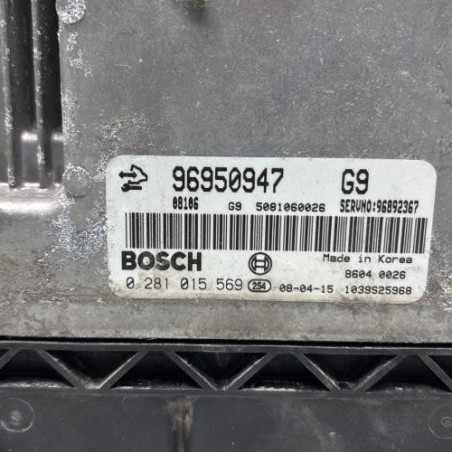 96950947 G9
08106 G9 5081060026 SERVNO:96892367
BOSCH Made in Korea
8604 0026
0 281 015 569 254 08-04-15 1039S25968